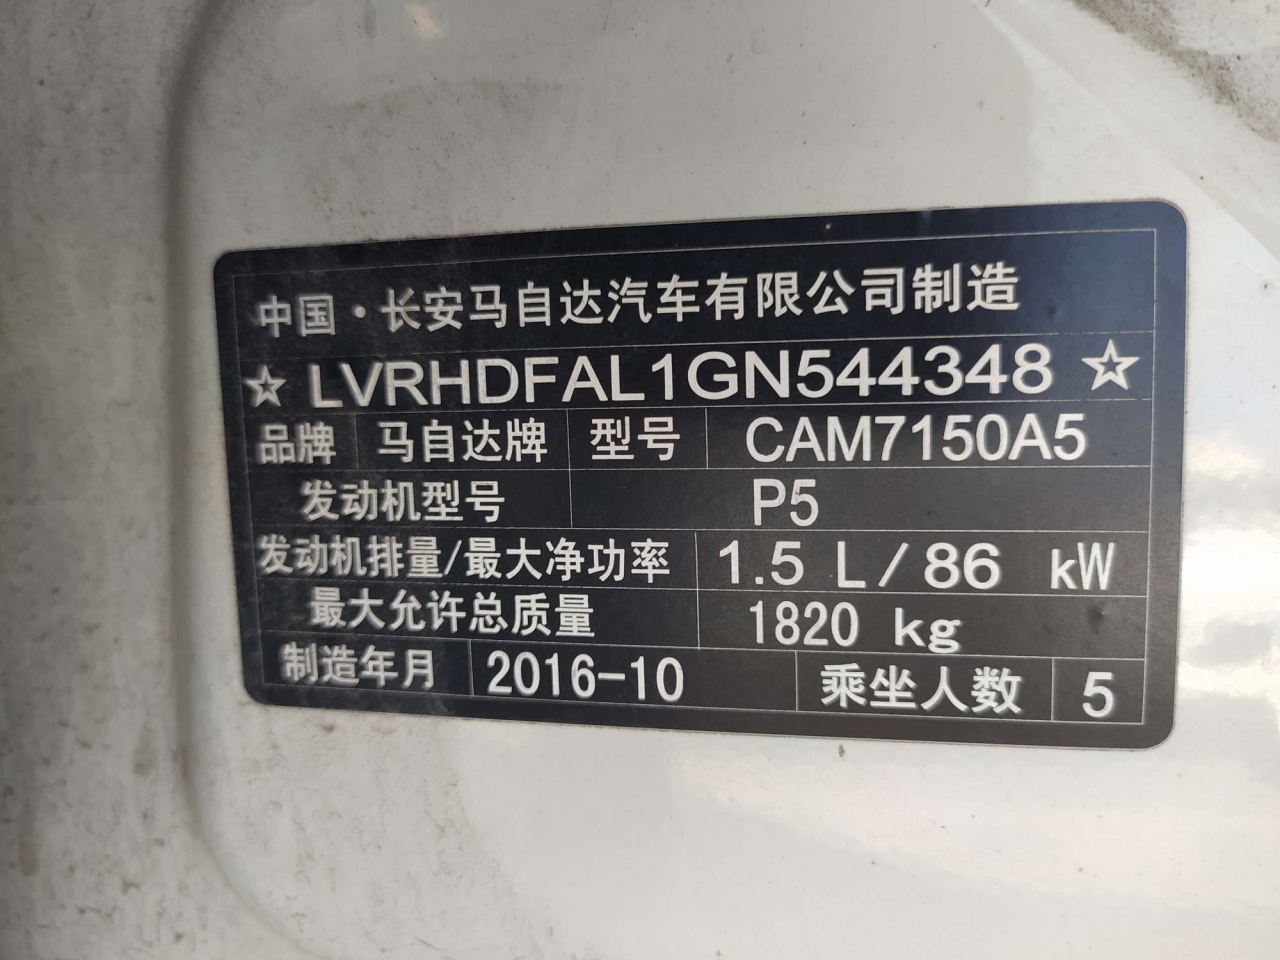 中国·长安马自达汽车有限公司制造
☆ LVRHDFAL1GN544348 ☆
品牌 马自达牌 型号 CAM7150A5
发动机型号 P5
发动机排量/最大净功率 1.5 L/86 kW
最大允许总质量 1820 kg
制造年月 2016-10 乘坐人数 5